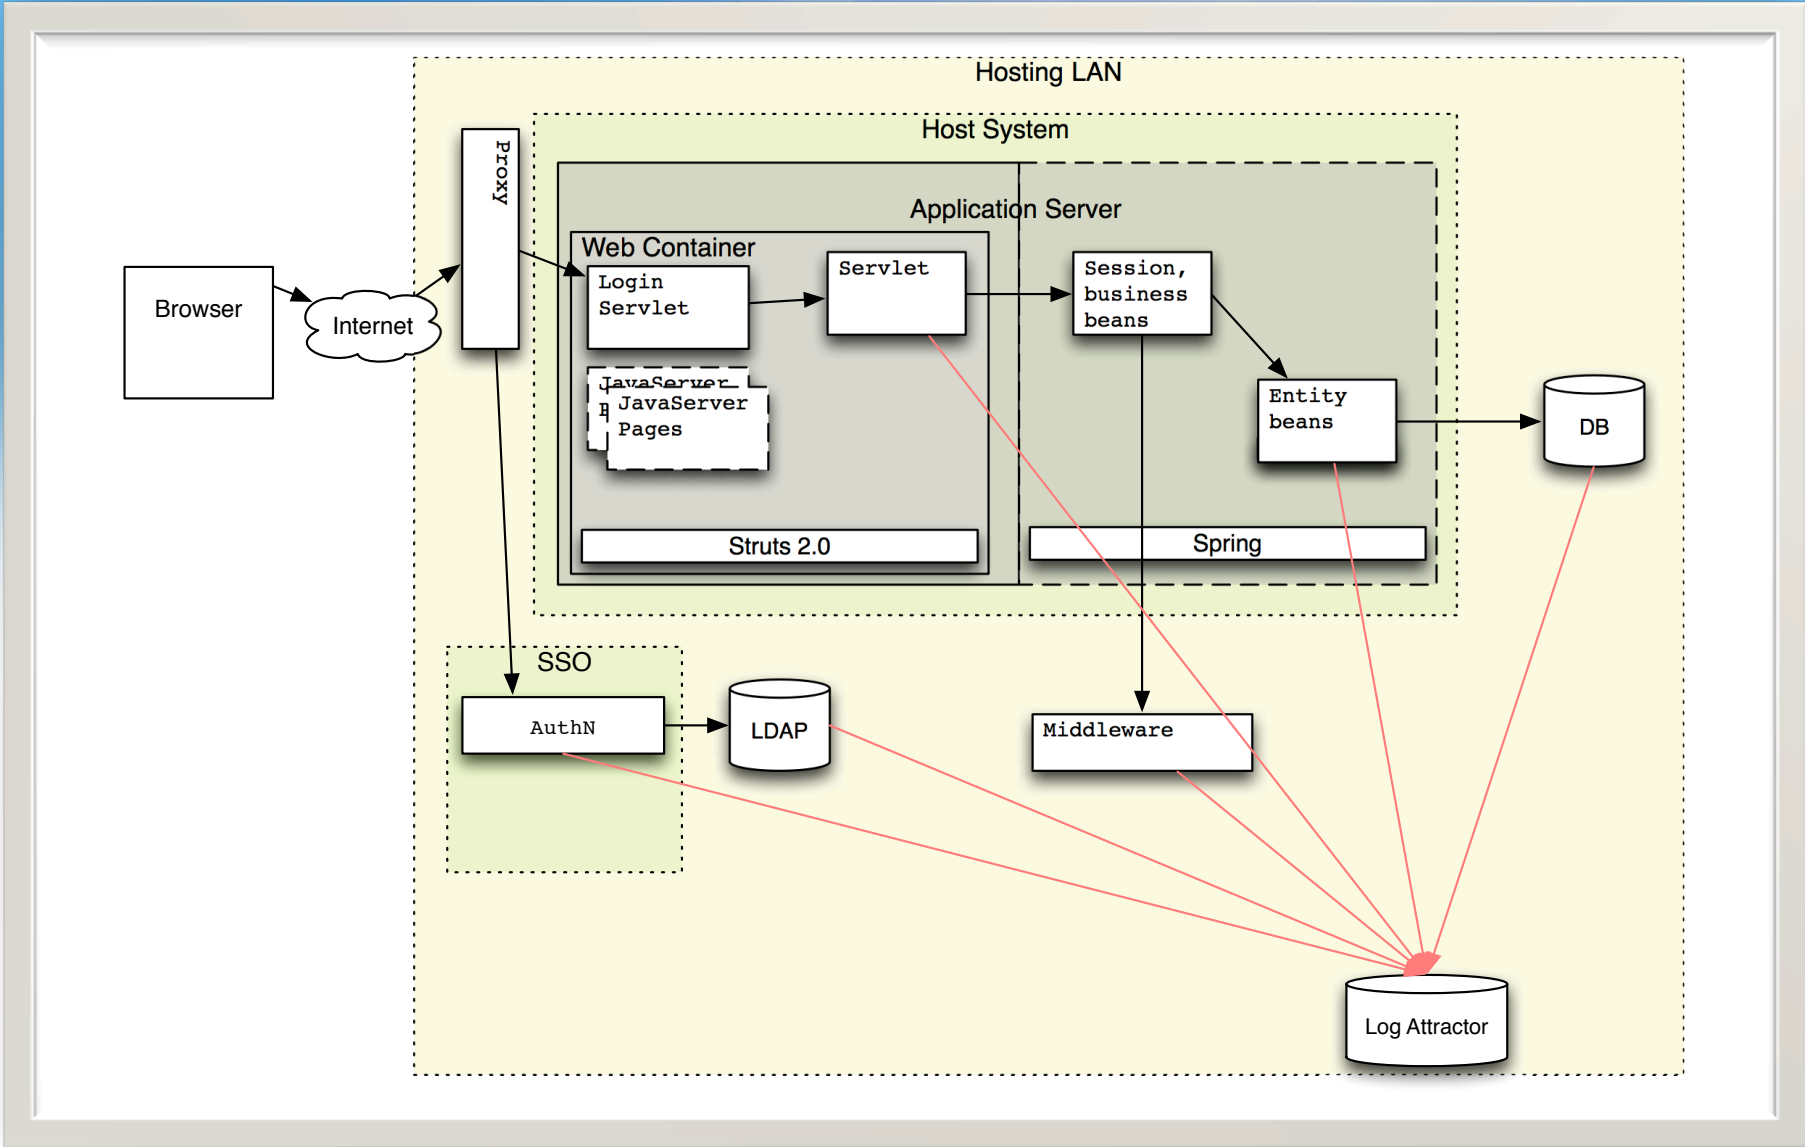 Hosting LAN
Host System
Proxy
Application Server
Web Container
Login
Servlet
Servlet
Session,
business
beans
Browser
Internet
JavaServer
JavaServer
Pages
Entity
beans
DB
Struts 2.0
Spring
SSO
AuthN
LDAP
Middleware
Log Attractor